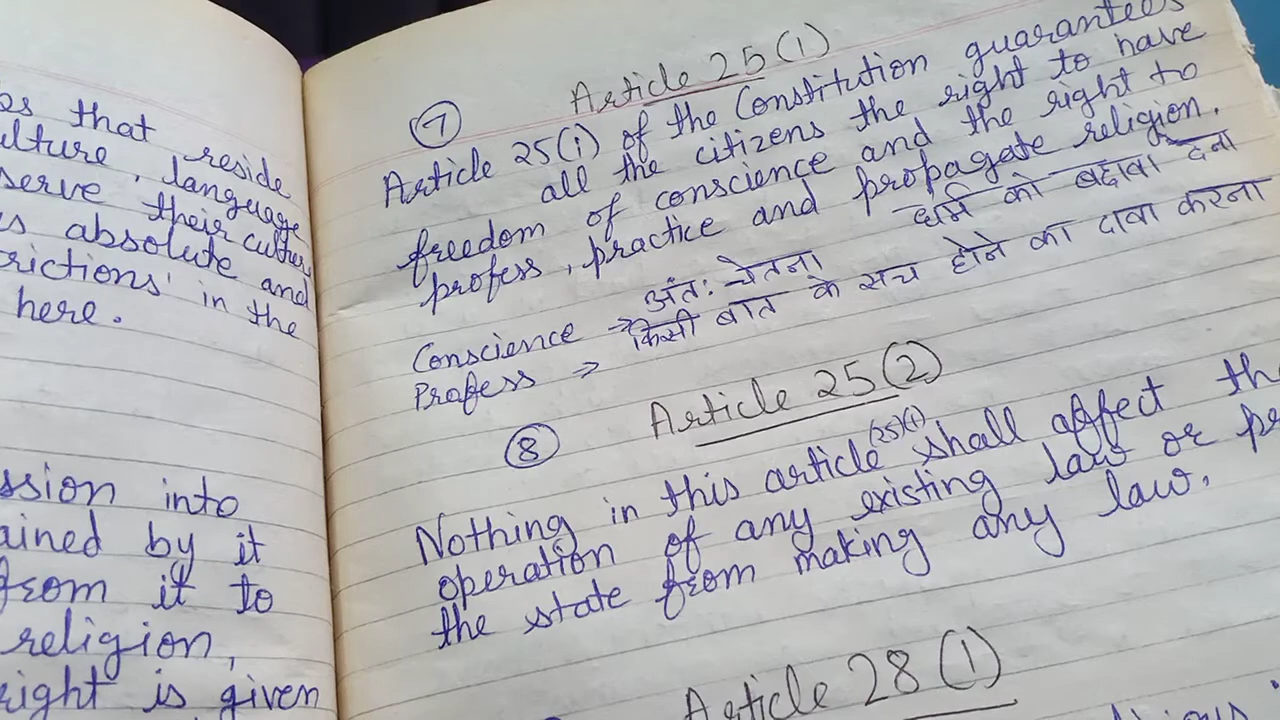 os that
reside
ulture, language
serve their culture
is absolute and
rictions in the
here.
ssion into
ained by it
from it to
religion,
right is given
Article 25(1)
7
Article 25(1) of the Constitution guarantees
all the citizens the right to have
freedom of conscience and the right to
profess, practice and propagate religion.
धर्म को बढ़ावा देना
Conscience → अंत: चेतना
Profess → किसी बात के सच होने का दावा करना
Article 25(2)
8
Nothing in this article (25)(1) shall affect th
operation of any existing law or pr
the state from making any law.
Article 28(1)